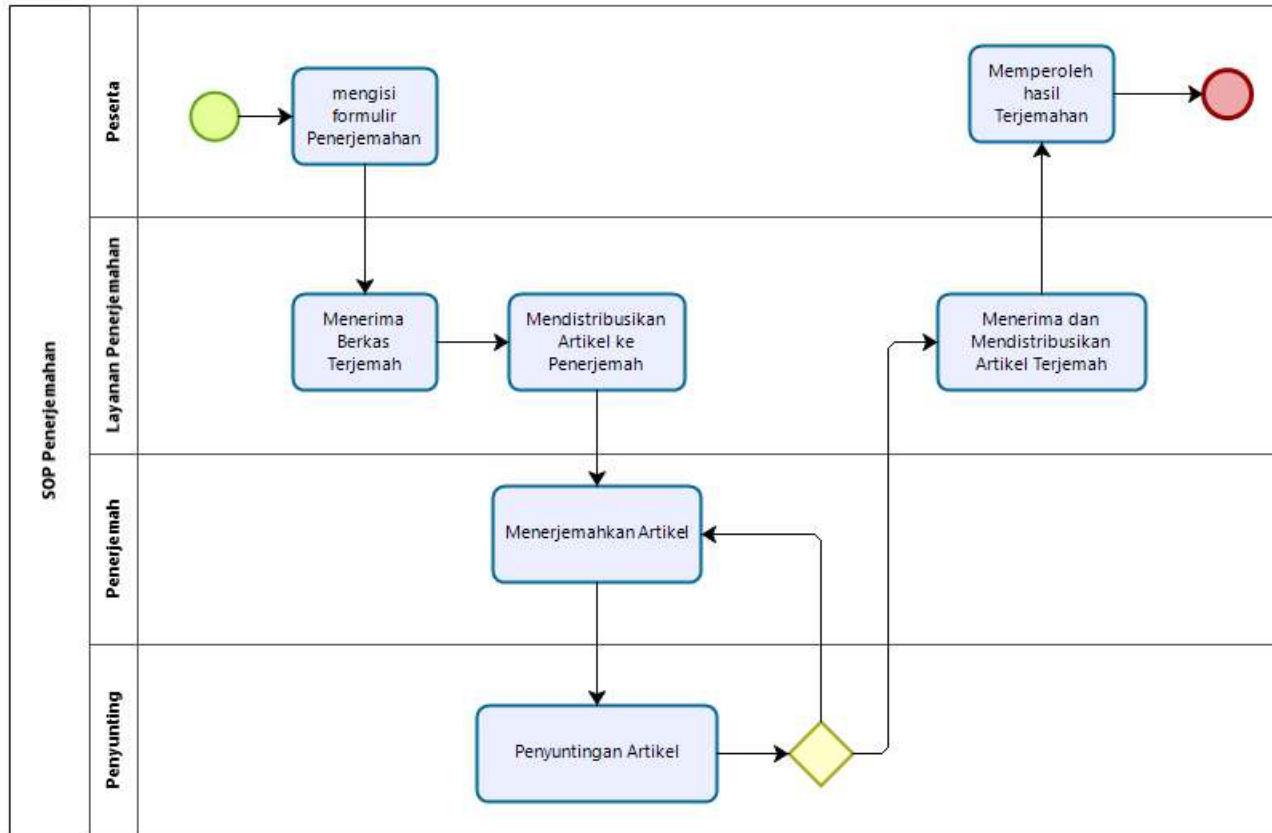 SOP Penerjemahan
Peserta
mengisi
formulir
Penerjemahan
Memperoleh
hasil
Terjemahan
Layanan Penerjemahan
Menerima
Berkas
Terjemah
Mendistribusikan
Artikel ke
Penerjemah
Menerima dan
Mendistribusikan
Artikel Terjemah
Penerjemah
Menerjemahkan Artikel
Penyunting
Penyuntingan Artikel